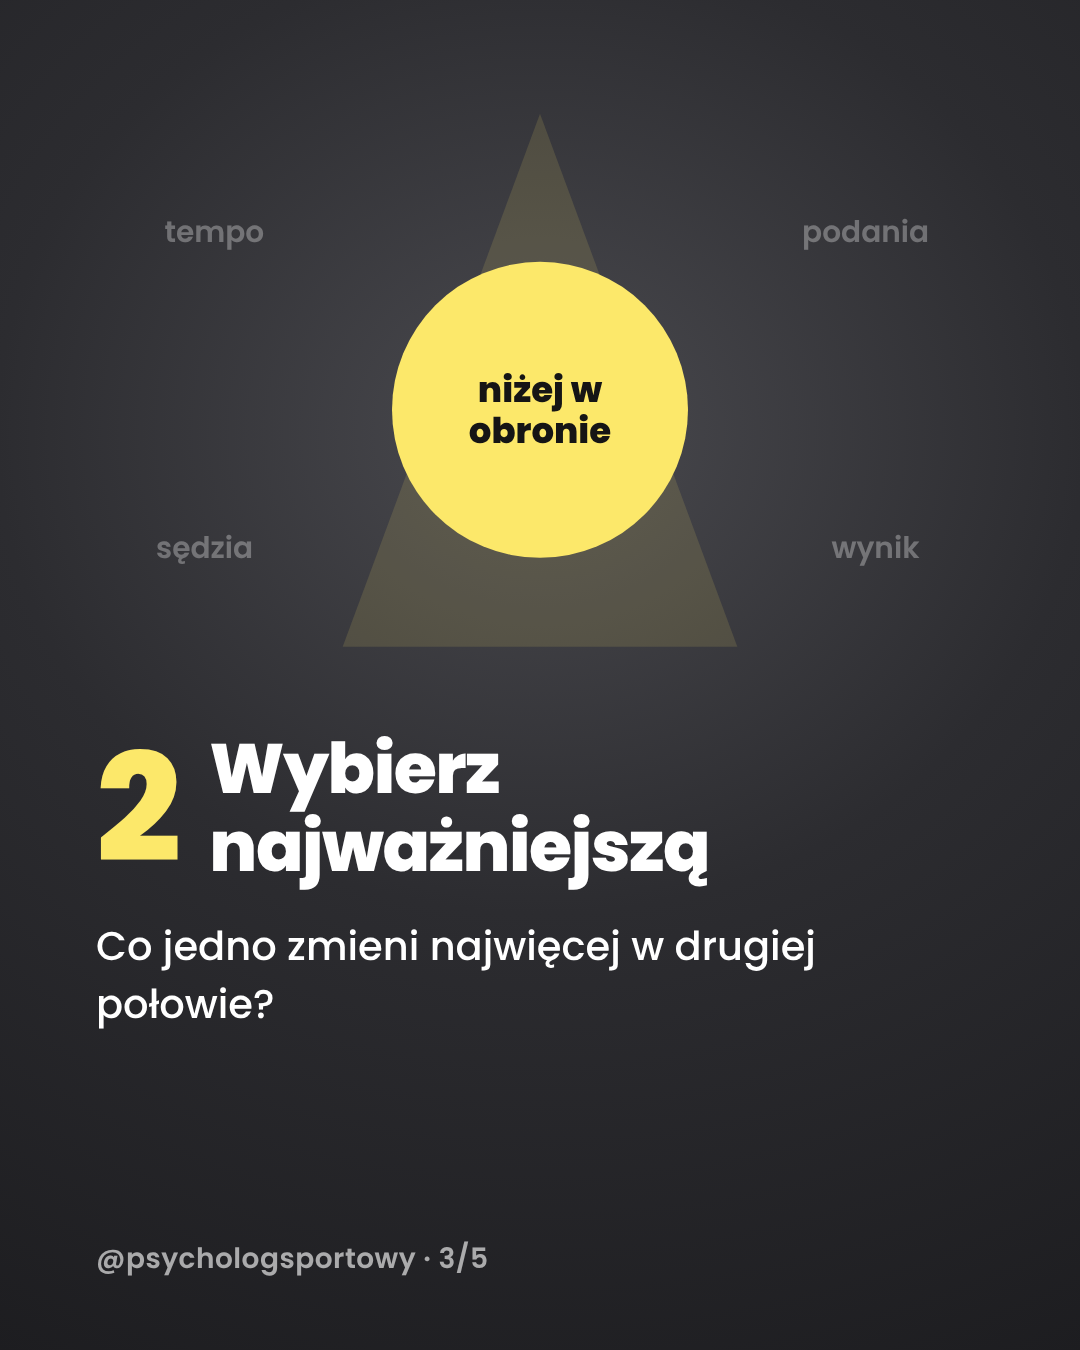 tempo
podania
niżej w
obronie
sędzia
wynik
2
Wybierz
najważniejszą
Co jedno zmieni najwięcej w drugiej
połowie?
@psychologsportowy · 3/5